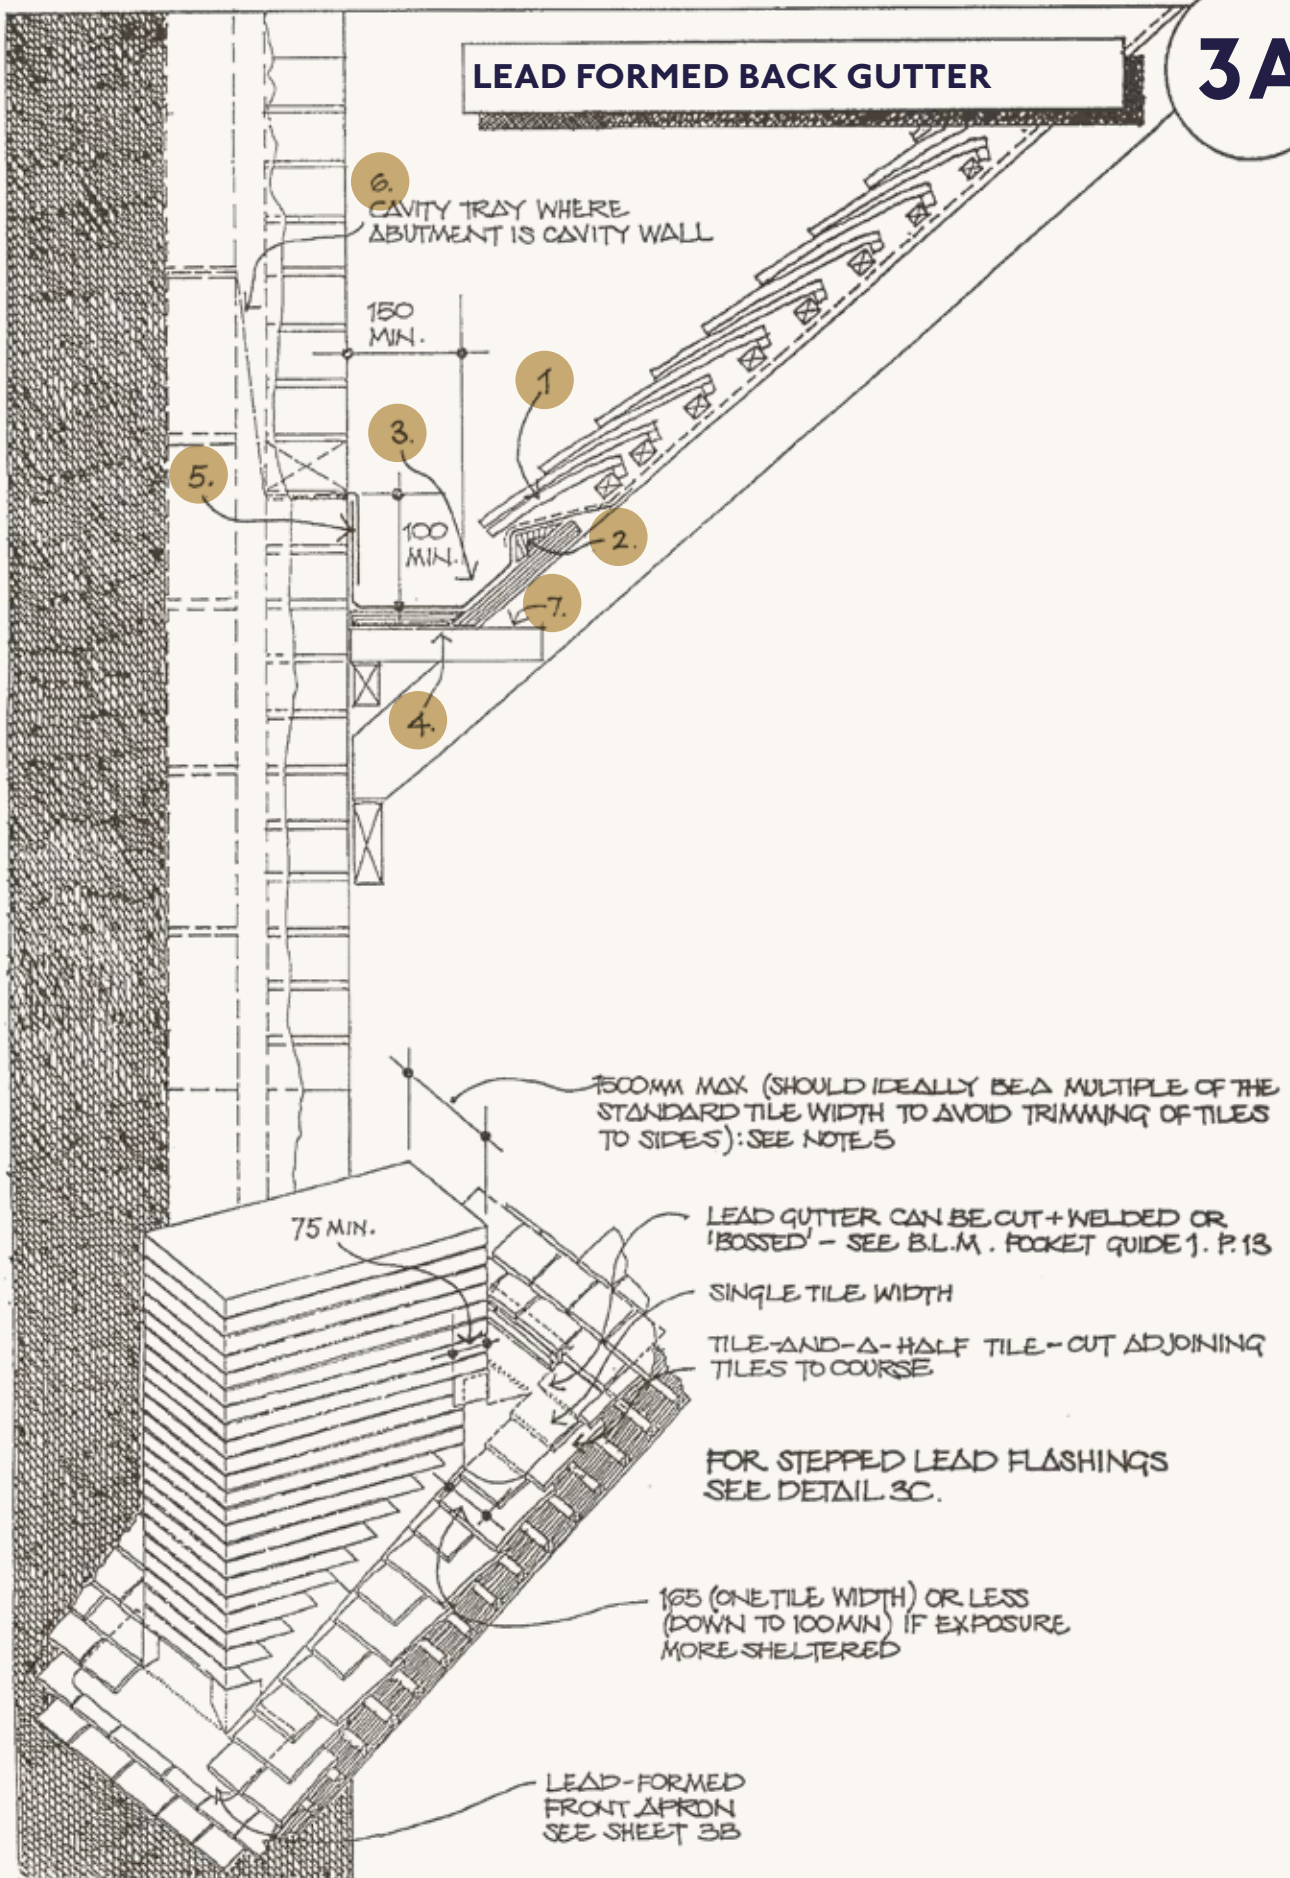 LEAD FORMED BACK GUTTER
3A
6.
CAVITY TRAY WHERE
ABUTMENT IS CAVITY WALL
150
MIN.
1
3.
5.
100
MIN.
2.
7.
4.
1500MM MAX (SHOULD IDEALLY BE A MULTIPLE OF THE
STANDARD TILE WIDTH TO AVOID TRIMMING OF TILES
TO SIDES): SEE NOTE 5
75 MIN.
LEAD GUTTER CAN BE CUT + WELDED OR
'BOSSED' - SEE B.L.M. POCKET GUIDE 1. P.13
SINGLE TILE WIDTH
TILE-AND-A-HALF TILE - CUT ADJOINING
TILES TO COURSE
FOR STEPPED LEAD FLASHINGS
SEE DETAIL 3C.
165 (ONE TILE WIDTH) OR LESS
(DOWN TO 100 MIN) IF EXPOSURE
MORE SHELTERED
LEAD-FORMED
FRONT APRON
SEE SHEET 3B